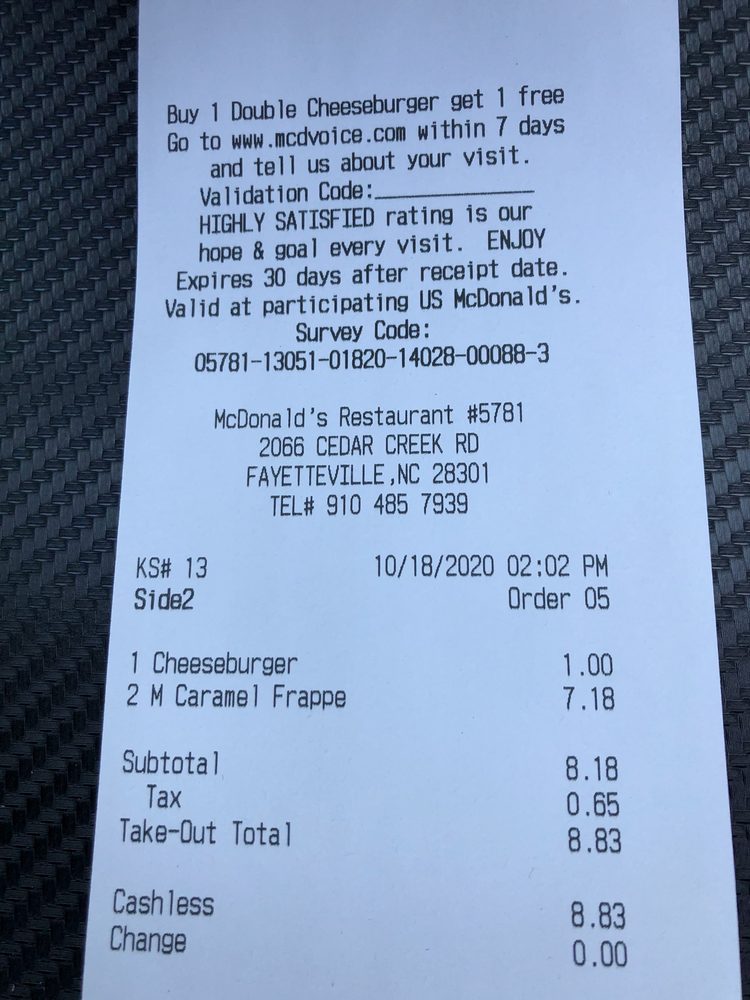 Buy 1 Double Cheeseburger get 1 free
Go to www.mcdvoice.com within 7 days
and tell us about your visit.
Validation Code:______________
HIGHLY SATISFIED rating is our
hope & goal every visit. ENJOY
Expires 30 days after receipt date.
Valid at participating US McDonald's.
Survey Code:
05781-13051-01820-14028-00088-3
McDonald's Restaurant #5781
2066 CEDAR CREEK RD
FAYETTEVILLE,NC 28301
TEL# 910 485 7939
KS# 13 10/18/2020 02:02 PM
Side2 Order 05
1 Cheeseburger 1.00
2 M Caramel Frappe 7.18
Subtotal 8.18
Tax 0.65
Take-Out Total 8.83
Cashless 8.83
Change 0.00